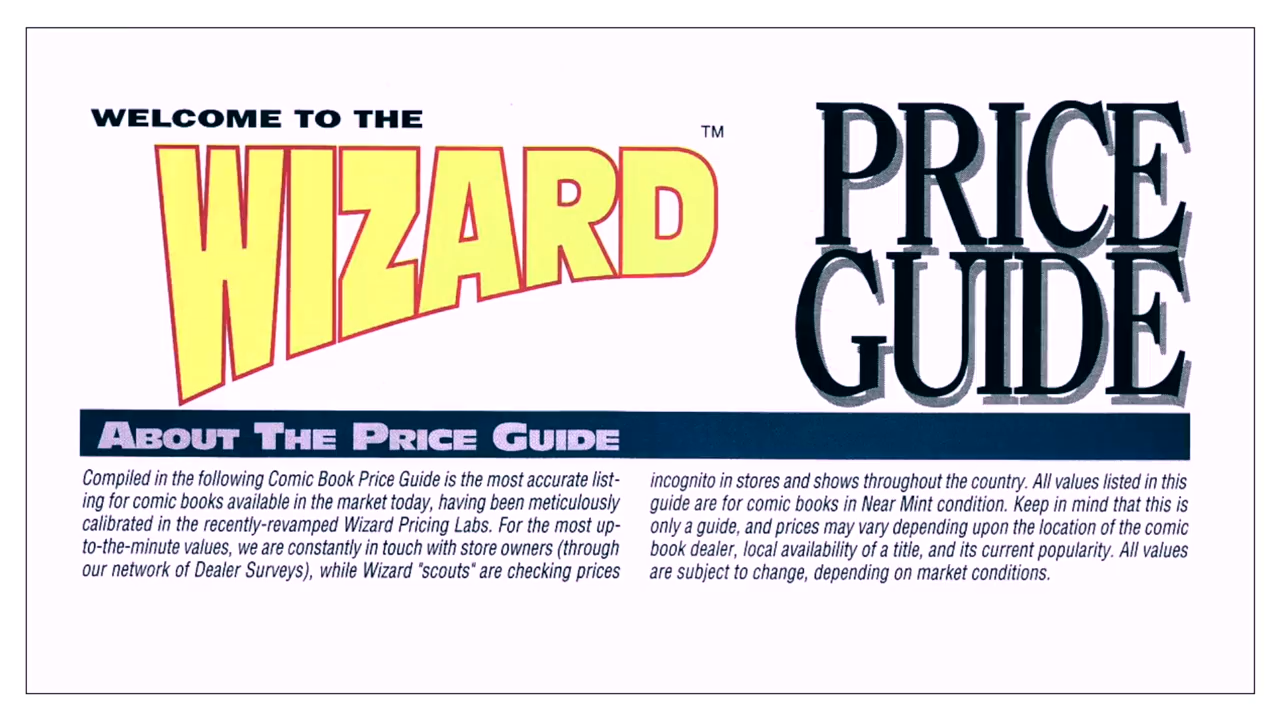 WELCOME TO THE
WIZARD™
PRICE
GUIDE
ABOUT THE PRICE GUIDE
Compiled in the following Comic Book Price Guide is the most accurate list-
ing for comic books available in the market today, having been meticulously
calibrated in the recently-revamped Wizard Pricing Labs. For the most up-
to-the-minute values, we are constantly in touch with store owners (through
our network of Dealer Surveys), while Wizard "scouts" are checking prices
incognito in stores and shows throughout the country. All values listed in this
guide are for comic books in Near Mint condition. Keep in mind that this is
only a guide, and prices may vary depending upon the location of the comic
book dealer, local availability of a title, and its current popularity. All values
are subject to change, depending on market conditions.